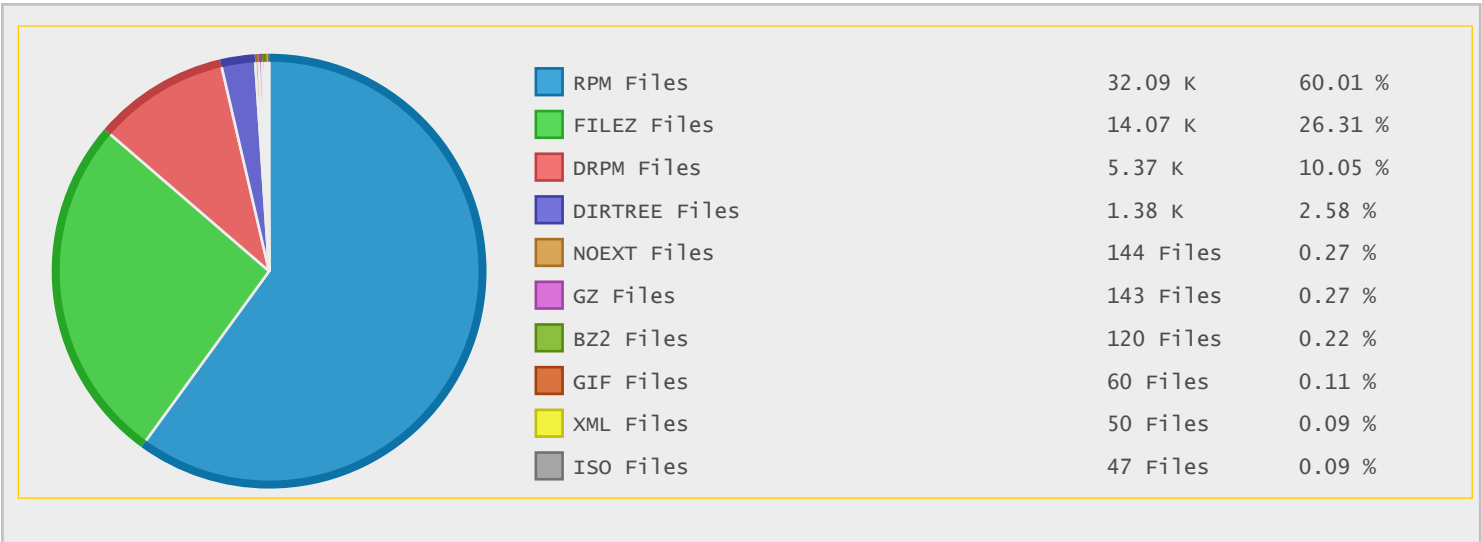 RPM Files 32.09 K 60.01 %
FILEZ Files 14.07 K 26.31 %
DRPM Files 5.37 K 10.05 %
DIRTREE Files 1.38 K 2.58 %
NOEXT Files 144 Files 0.27 %
GZ Files 143 Files 0.27 %
BZ2 Files 120 Files 0.22 %
GIF Files 60 Files 0.11 %
XML Files 50 Files 0.09 %
ISO Files 47 Files 0.09 %